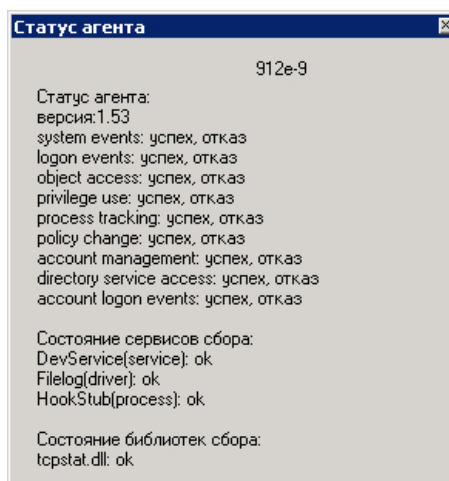 Статус агента
912e-9
Статус агента:
версия:1.53
system events: успех, отказ
logon events: успех, отказ
object access: успех, отказ
privilege use: успех, отказ
process tracking: успех, отказ
policy change: успех, отказ
account management: успех, отказ
directory service access: успех, отказ
account logon events: успех, отказ
Состояние сервисов сбора:
DevService(service): ok
Filelog(driver): ok
HookStub(process): ok
Состояние библиотек сбора:
tcpstat.dll: ok